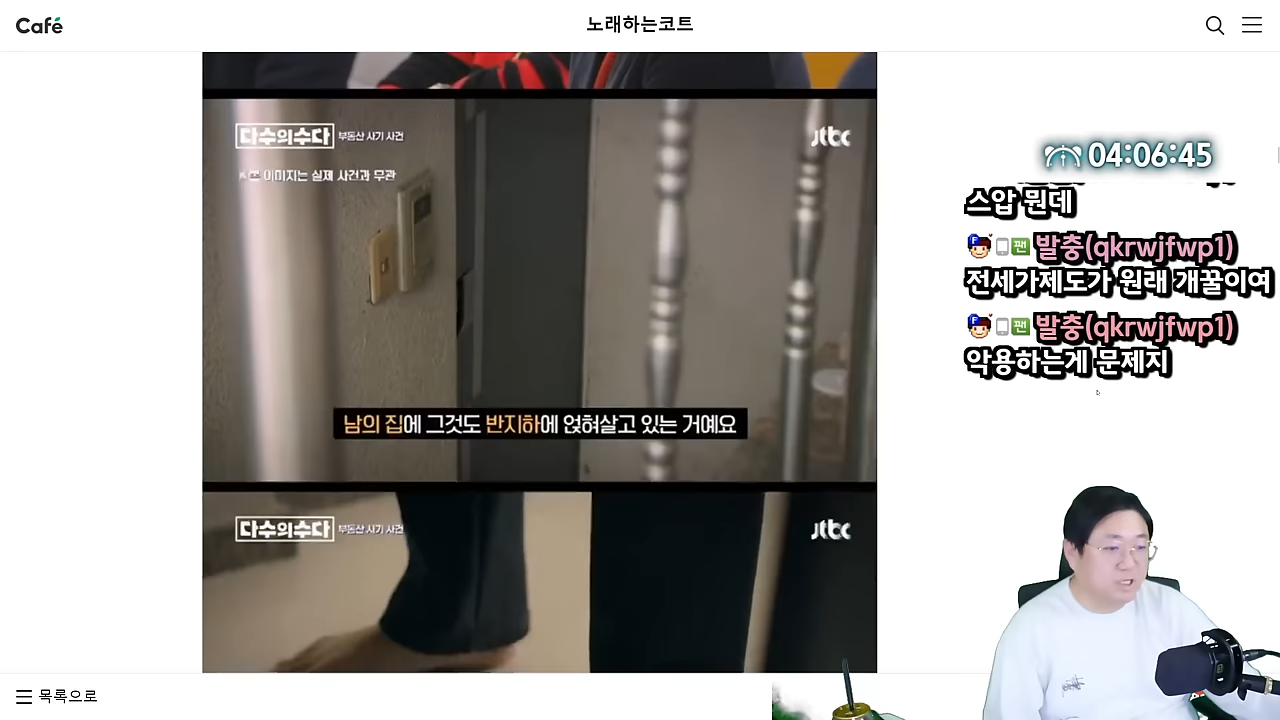 Café
노래하는코트
다수의수다 부동산 사기 사건
jtbc
이미지는 실제 사건과 무관
04:06:45
스압 뭔데
팬 발충(qkrwjfwp1)
전세가제도가 원래 개꿀이여
팬 발충(qkrwjfwp1)
악용하는게 문제지
남의 집에 그것도 반지하에 얹혀살고 있는 거예요
다수의수다 부동산 사기 사건
jtbc
목록으로